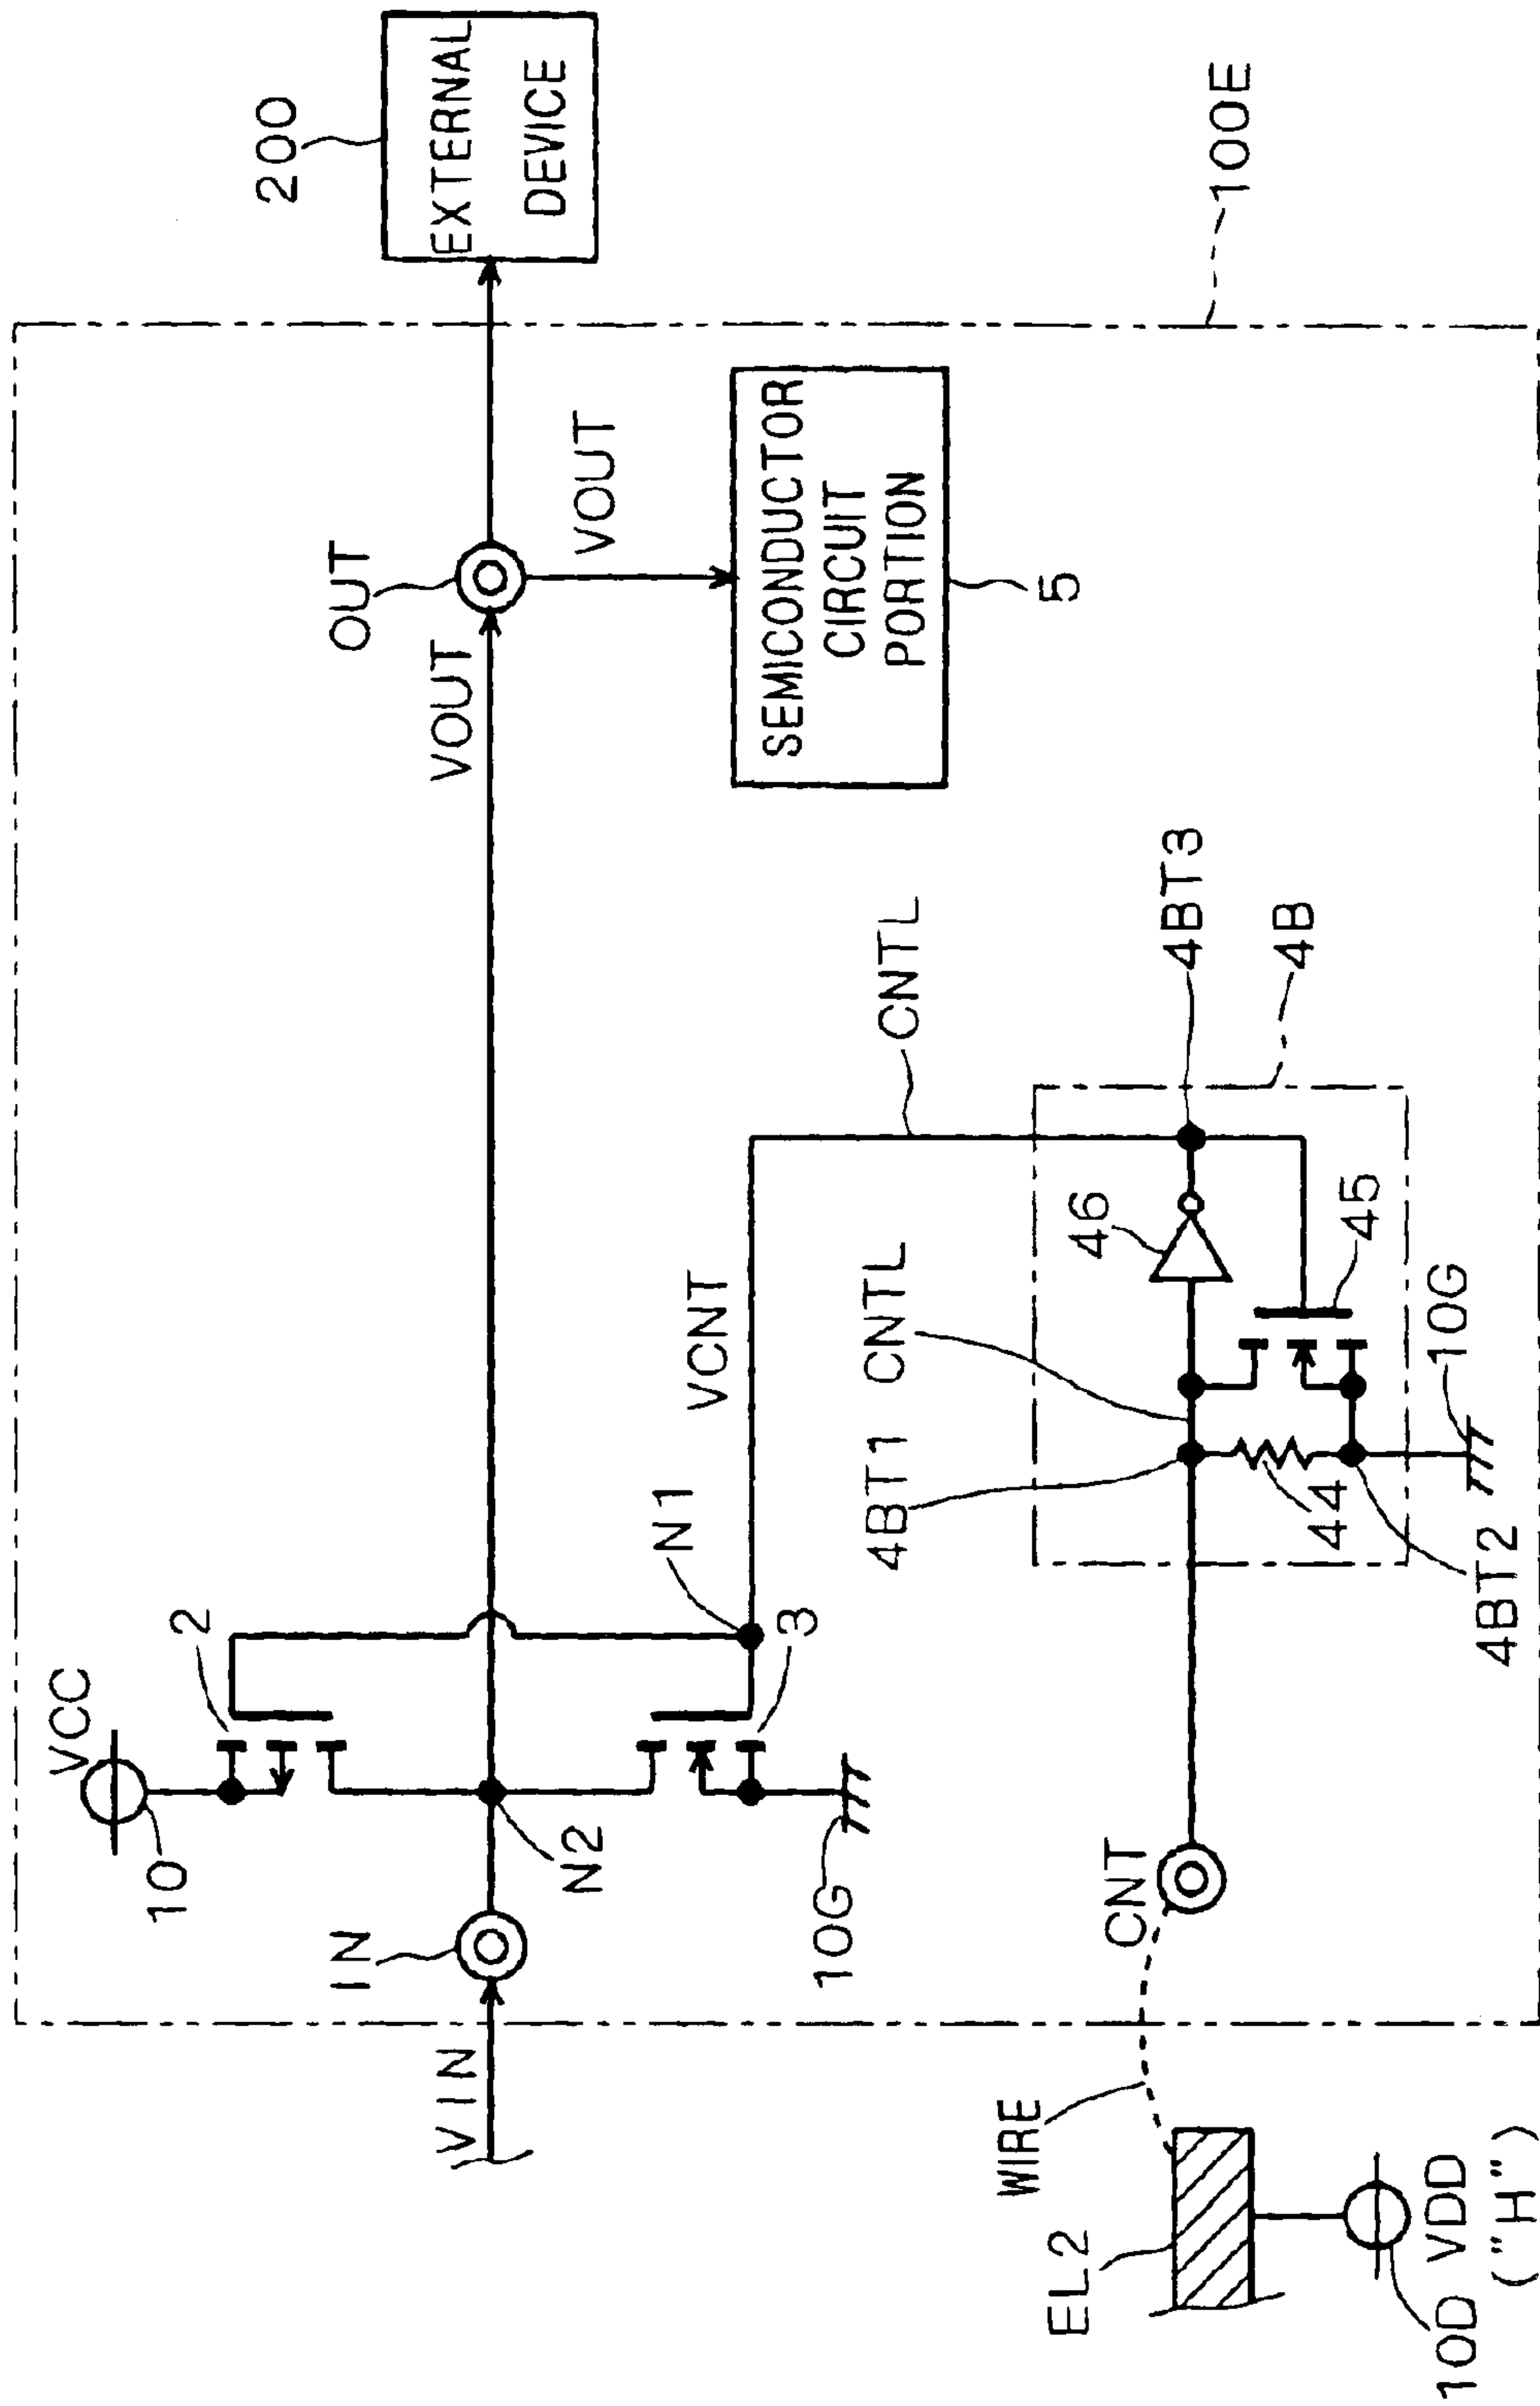 200
EXTERNAL
DEVICE
100E
OUT
VOUT
VOUT
SEMICONDUCTOR
CIRCUIT
PORTION
5
VCC
10
2
N1
N2
3
10G
IN
VIN
VCNT
CNTL
4BT3
4B
46
45
4BT1
CNTL
44
10G
4BT2
CNT
WIRE
EL2
10D
VDD
("H")